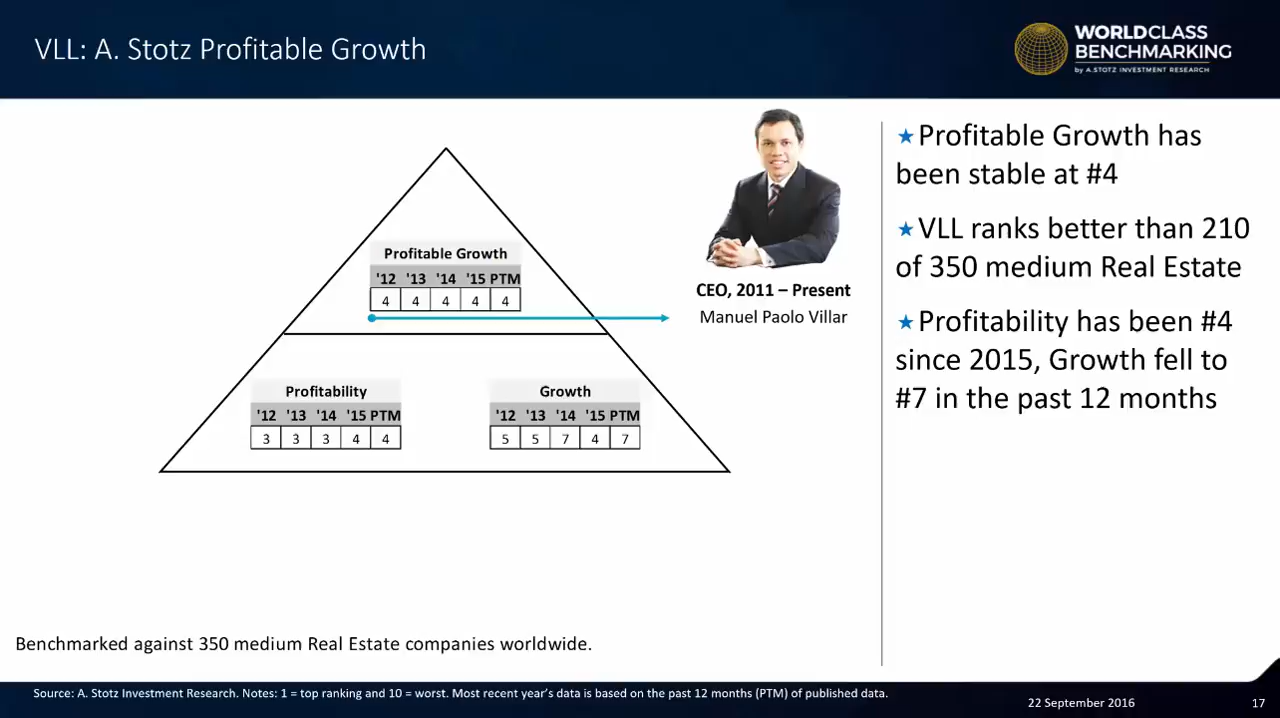 VLL: A. Stotz Profitable Growth
WORLDCLASS
BENCHMARKING
by A.STOTZ INVESTMENT RESEARCH
Profitable Growth
'12 '13 '14 '15 PTM
4 4 4 4 4
CEO, 2011 – Present
Manuel Paolo Villar
Profitability
'12 '13 '14 '15 PTM
3 3 3 4 4
Growth
'12 '13 '14 '15 PTM
5 5 7 4 7
★Profitable Growth has
been stable at #4
★VLL ranks better than 210
of 350 medium Real Estate
★Profitability has been #4
since 2015, Growth fell to
#7 in the past 12 months
Benchmarked against 350 medium Real Estate companies worldwide.
Source: A. Stotz Investment Research. Notes: 1 = top ranking and 10 = worst. Most recent year's data is based on the past 12 months (PTM) of published data.
22 September 2016
17